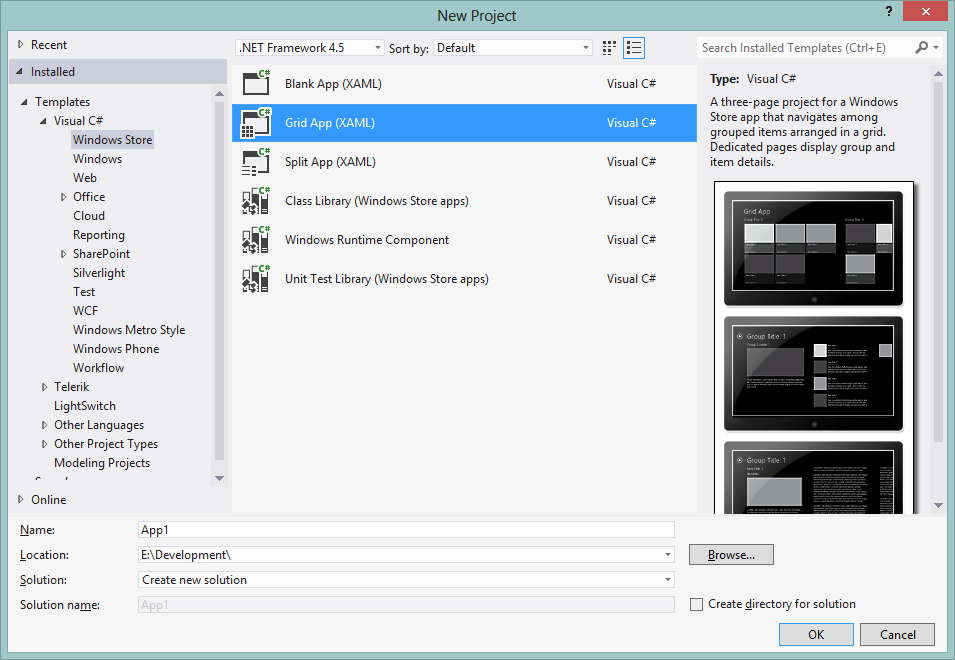 New Project
?
Recent
Installed
Templates
Visual C#
Windows Store
Windows
Web
Office
Cloud
Reporting
SharePoint
Silverlight
Test
WCF
Windows Metro Style
Windows Phone
Workflow
Telerik
LightSwitch
Other Languages
Other Project Types
Modeling Projects
Online
.NET Framework 4.5
Sort by: Default
Search Installed Templates (Ctrl+E)
C# Blank App (XAML) Visual C#
C# Grid App (XAML) Visual C#
C# Split App (XAML) Visual C#
C# Class Library (Windows Store apps) Visual C#
C# Windows Runtime Component Visual C#
C# Unit Test Library (Windows Store apps) Visual C#
Type: Visual C#
A three-page project for a Windows
Store app that navigates among
grouped items arranged in a grid.
Dedicated pages display group and
item details.
Grid App
Group Title: 1
Group Title: 1
Name: App1
Location: E:\Development\
Browse...
Solution: Create new solution
Solution name: App1
Create directory for solution
OK
Cancel